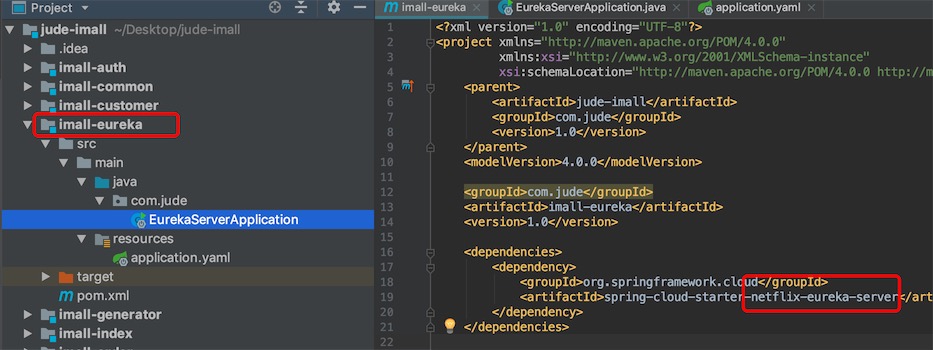 Project
jude-imall ~/Desktop/jude-imall
.idea
imall-auth
imall-common
imall-customer
imall-eureka
src
main
java
com.jude
EurekaServerApplication
resources
application.yaml
target
pom.xml
imall-generator
imall-index
imall-eureka
EurekaServerApplication.java
application.yaml
1 <?xml version="1.0" encoding="UTF-8"?>
2 <project xmlns="http://maven.apache.org/POM/4.0.0"
3 xmlns:xsi="http://www.w3.org/2001/XMLSchema-instance"
4 xsi:schemaLocation="http://maven.apache.org/POM/4.0.0 http://m
5 <parent>
6 <artifactId>jude-imall</artifactId>
7 <groupId>com.jude</groupId>
8 <version>1.0</version>
9 </parent>
10 <modelVersion>4.0.0</modelVersion>
11
12 <groupId>com.jude</groupId>
13 <artifactId>imall-eureka</artifactId>
14 <version>1.0</version>
15
16 <dependencies>
17 <dependency>
18 <groupId>org.springframework.cloud</groupId>
19 <artifactId>spring-cloud-starter-netflix-eureka-server</art
20 </dependency>
21 </dependencies>
22